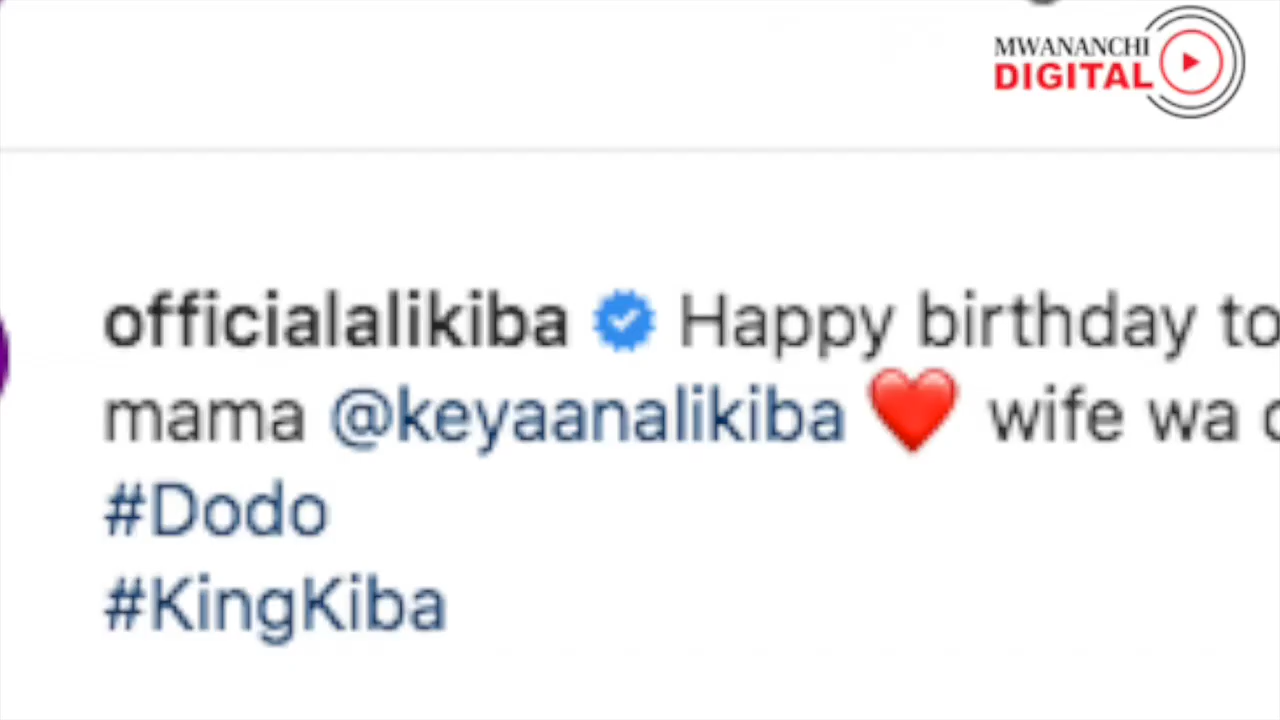 MWANANCHI
DIGITAL
officialalikiba Happy birthday to
mama @keyaanalikiba ❤️ wife wa
#Dodo
#KingKiba